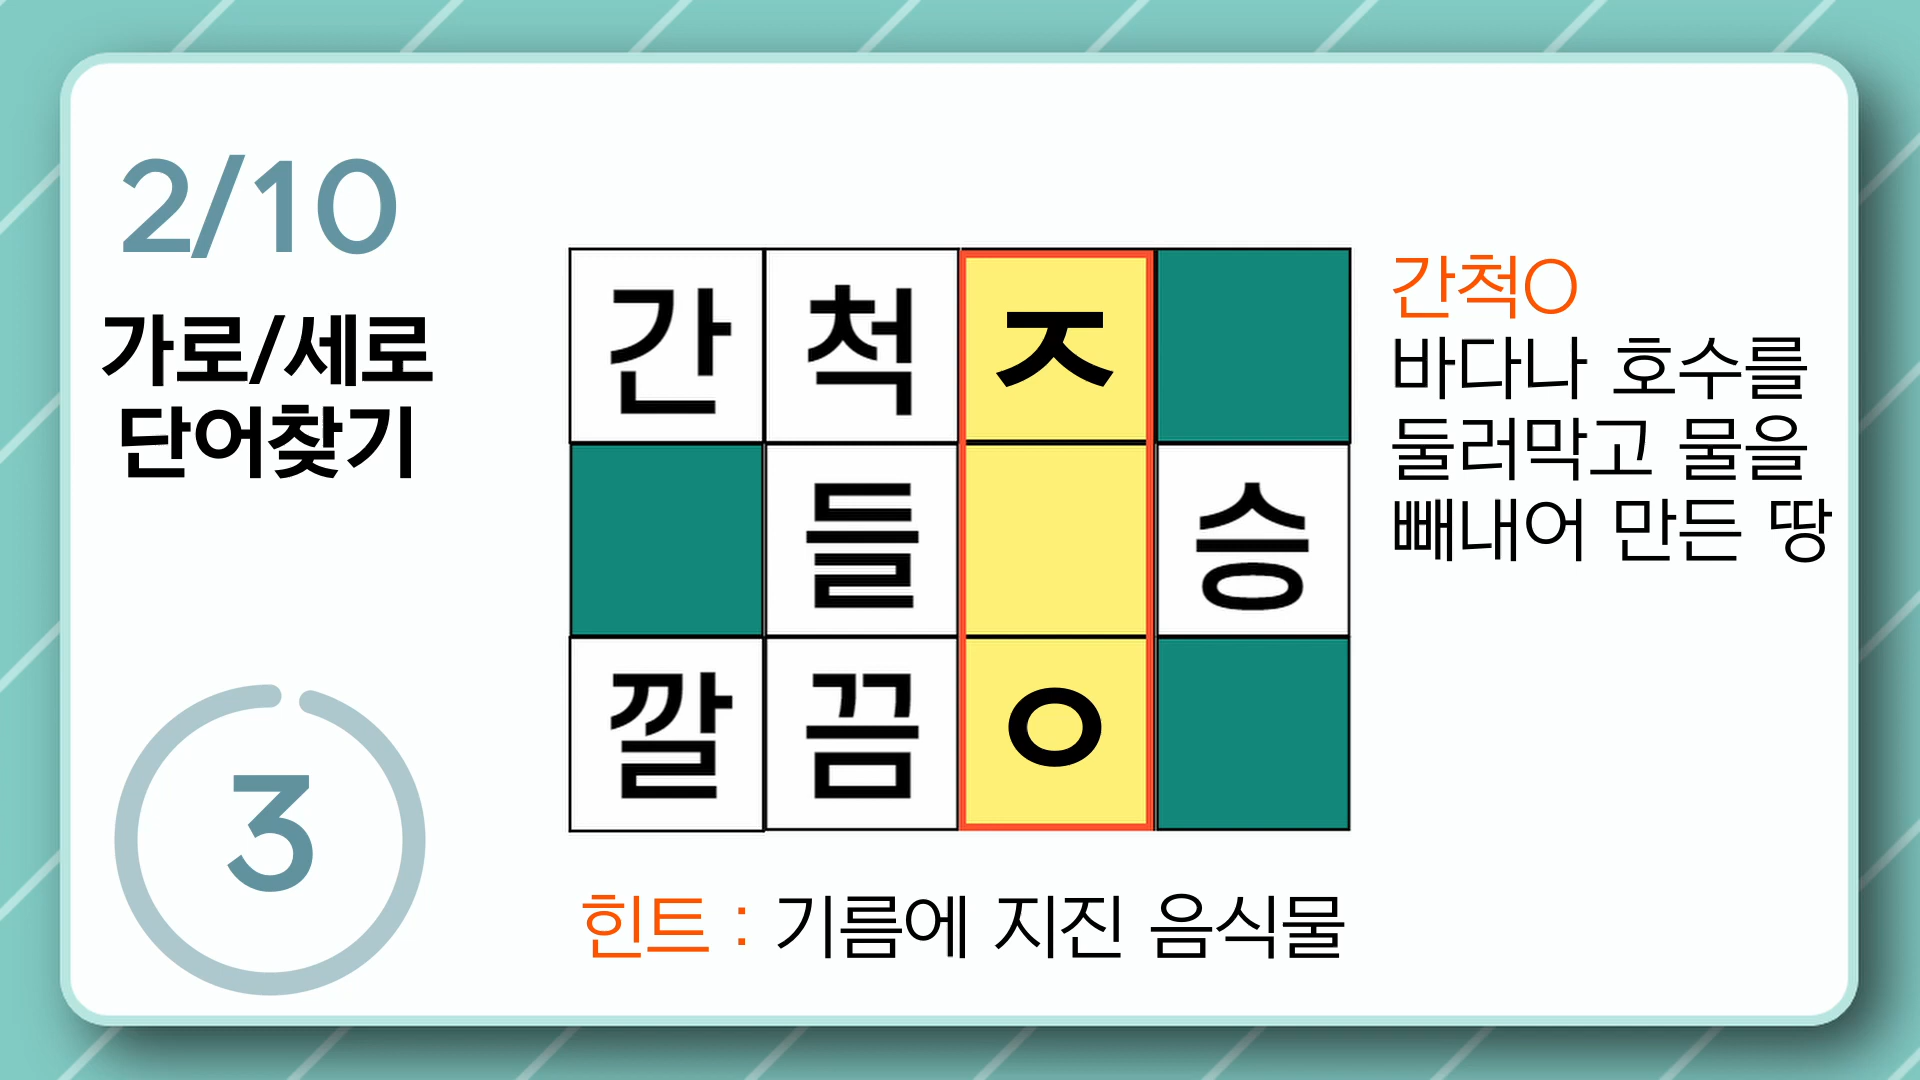 2/10
가로/세로
단어찾기
3
간 척 ㅈ
들 승
깔 끔 ㅇ
간척○
바다나 호수를
둘러막고 물을
빼내어 만든 땅
힌트 : 기름에 지진 음식물